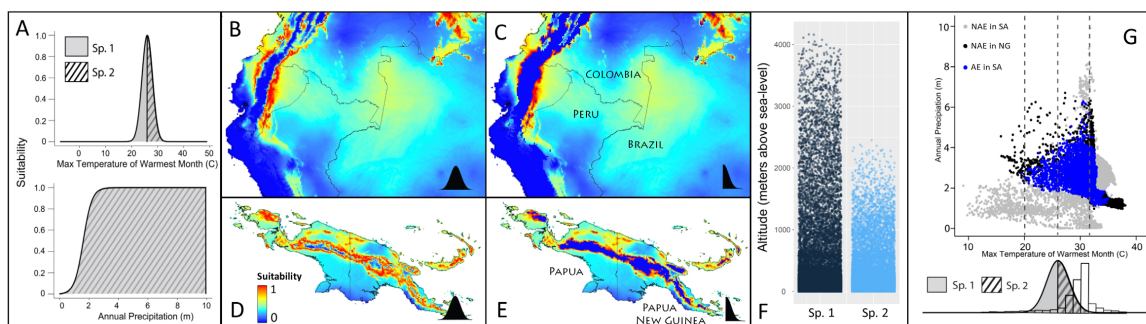 A
Sp. 1
Sp. 2
1.0
0.8
0.6
0.4
0.2
0.0
0 10 20 30 40 50
Max Temperature of Warmest Month (C)
Suitability
1.0
0.8
0.6
0.4
0.2
0.0
0 2 4 6 8 10
Annual Precipitation (m)
B
C
COLOMBIA
PERU
BRAZIL
D
Suitability
1
0
E
PAPUA
PAPUA
NEW GUINEA
F
Altitude (meters above sea-level)
4000
3000
2000
1000
0
Sp. 1 Sp. 2
G
NAE in SA
NAE in NG
AE in SA
Annual Precipitation (m)
10
8
6
4
2
0
10 20 30 40
Max Temperature of Warmest Month (C)
Sp. 1 Sp. 2